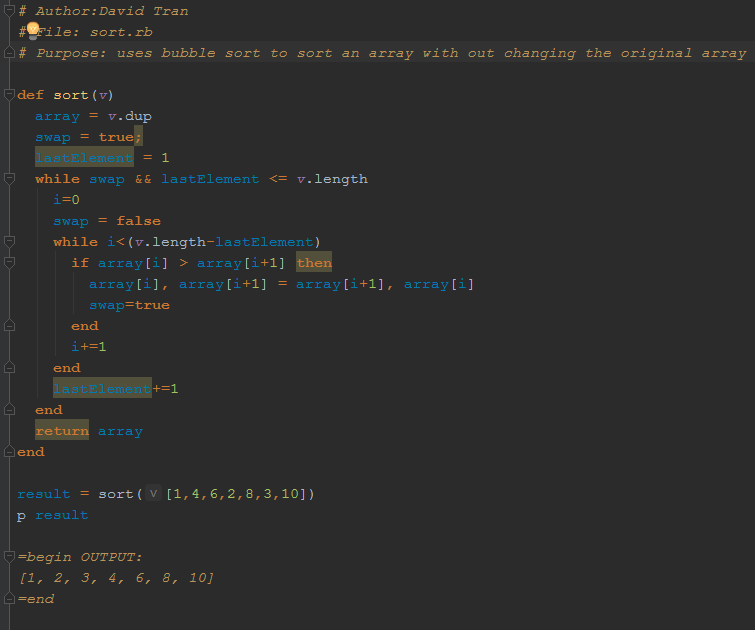 # Author:David Tran
# File: sort.rb
# Purpose: uses bubble sort to sort an array with out changing the original array

def sort(v)
  array = v.dup
  swap = true;
  lastElement = 1
  while swap && lastElement <= v.length
    i=0
    swap = false
    while i<(v.length-lastElement)
      if array[i] > array[i+1] then
        array[i], array[i+1] = array[i+1], array[i]
        swap=true
      end
      i+=1
    end
    lastElement+=1
  end
  return array
end

result = sort( v [1,4,6,2,8,3,10])
p result

=begin OUTPUT:
[1, 2, 3, 4, 6, 8, 10]
=end